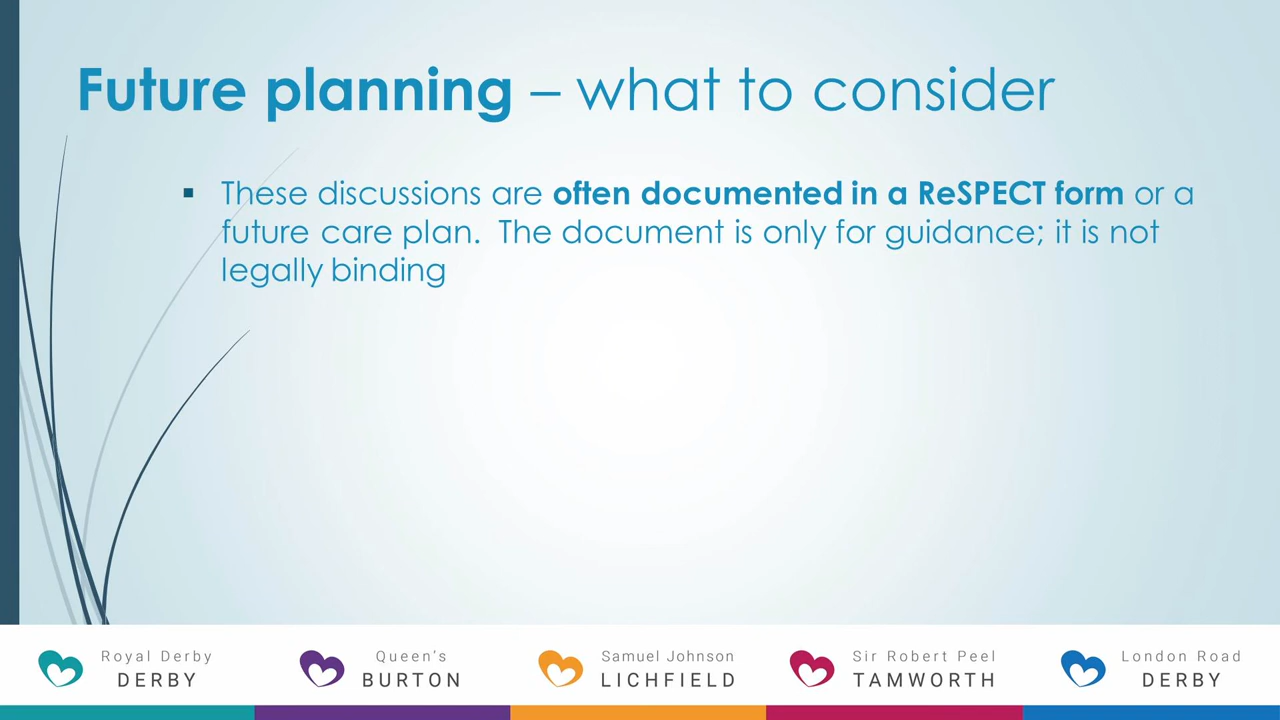 Future planning – what to consider
▪ These discussions are often documented in a ReSPECT form or a
future care plan.  The document is only for guidance; it is not
legally binding
Royal Derby
DERBY
Queen's
BURTON
Samuel Johnson
LICHFIELD
Sir Robert Peel
TAMWORTH
London Road
DERBY